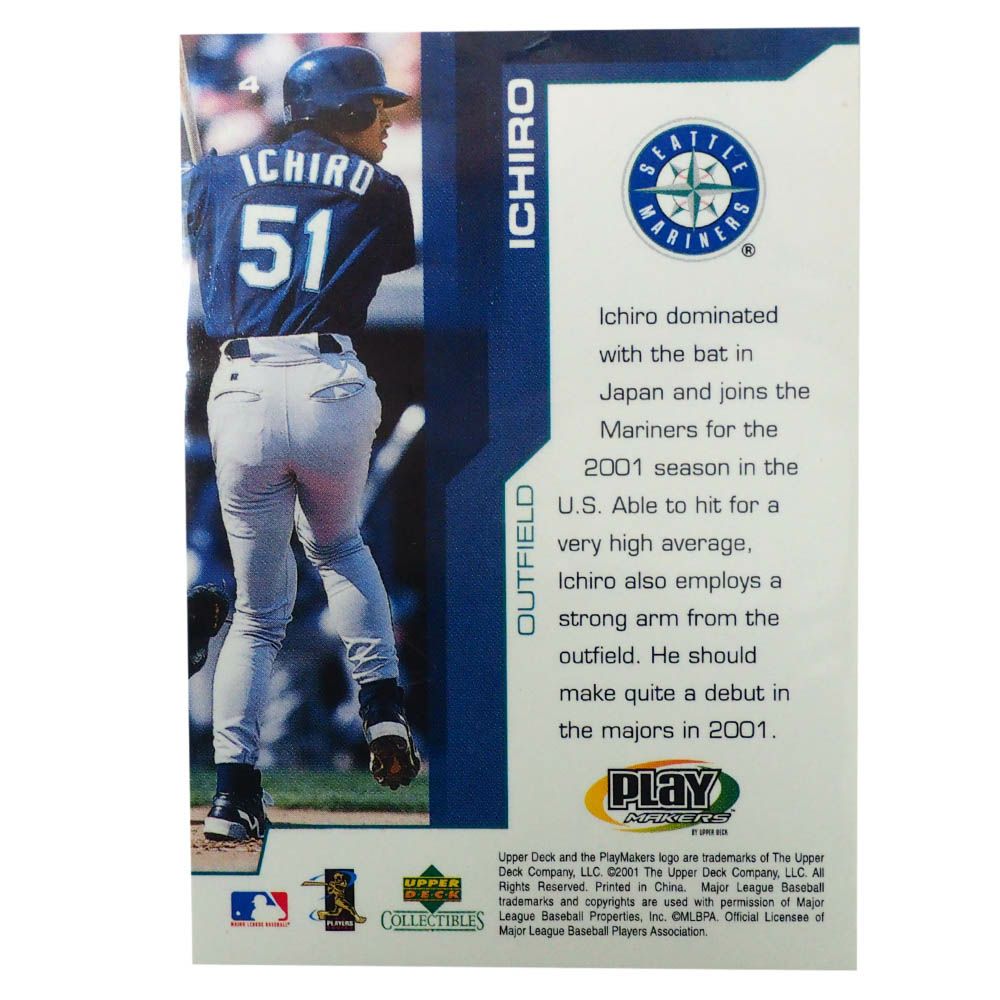 4
ICHIRO
51
ICHIRO
OUTFIELD
SEATTLE
MARINERS
®
Ichiro dominated
with the bat in
Japan and joins the
Mariners for the
2001 season in the
U.S. Able to hit for a
very high average,
Ichiro also employs a
strong arm from the
outfield. He should
make quite a debut in
the majors in 2001.
PLAY
MAKERS™
BY UPPER DECK
Upper Deck and the PlayMakers logo are trademarks of The Upper
Deck Company, LLC. ©2001 The Upper Deck Company, LLC. All
Rights Reserved. Printed in China. Major League Baseball
trademarks and copyrights are used with permission of Major
League Baseball Properties, Inc. ©MLBPA. Official Licensee of
Major League Baseball Players Association.
MAJOR LEAGUE BASEBALL®
PLAYERS
UPPER
DECK
COLLECTIBLES